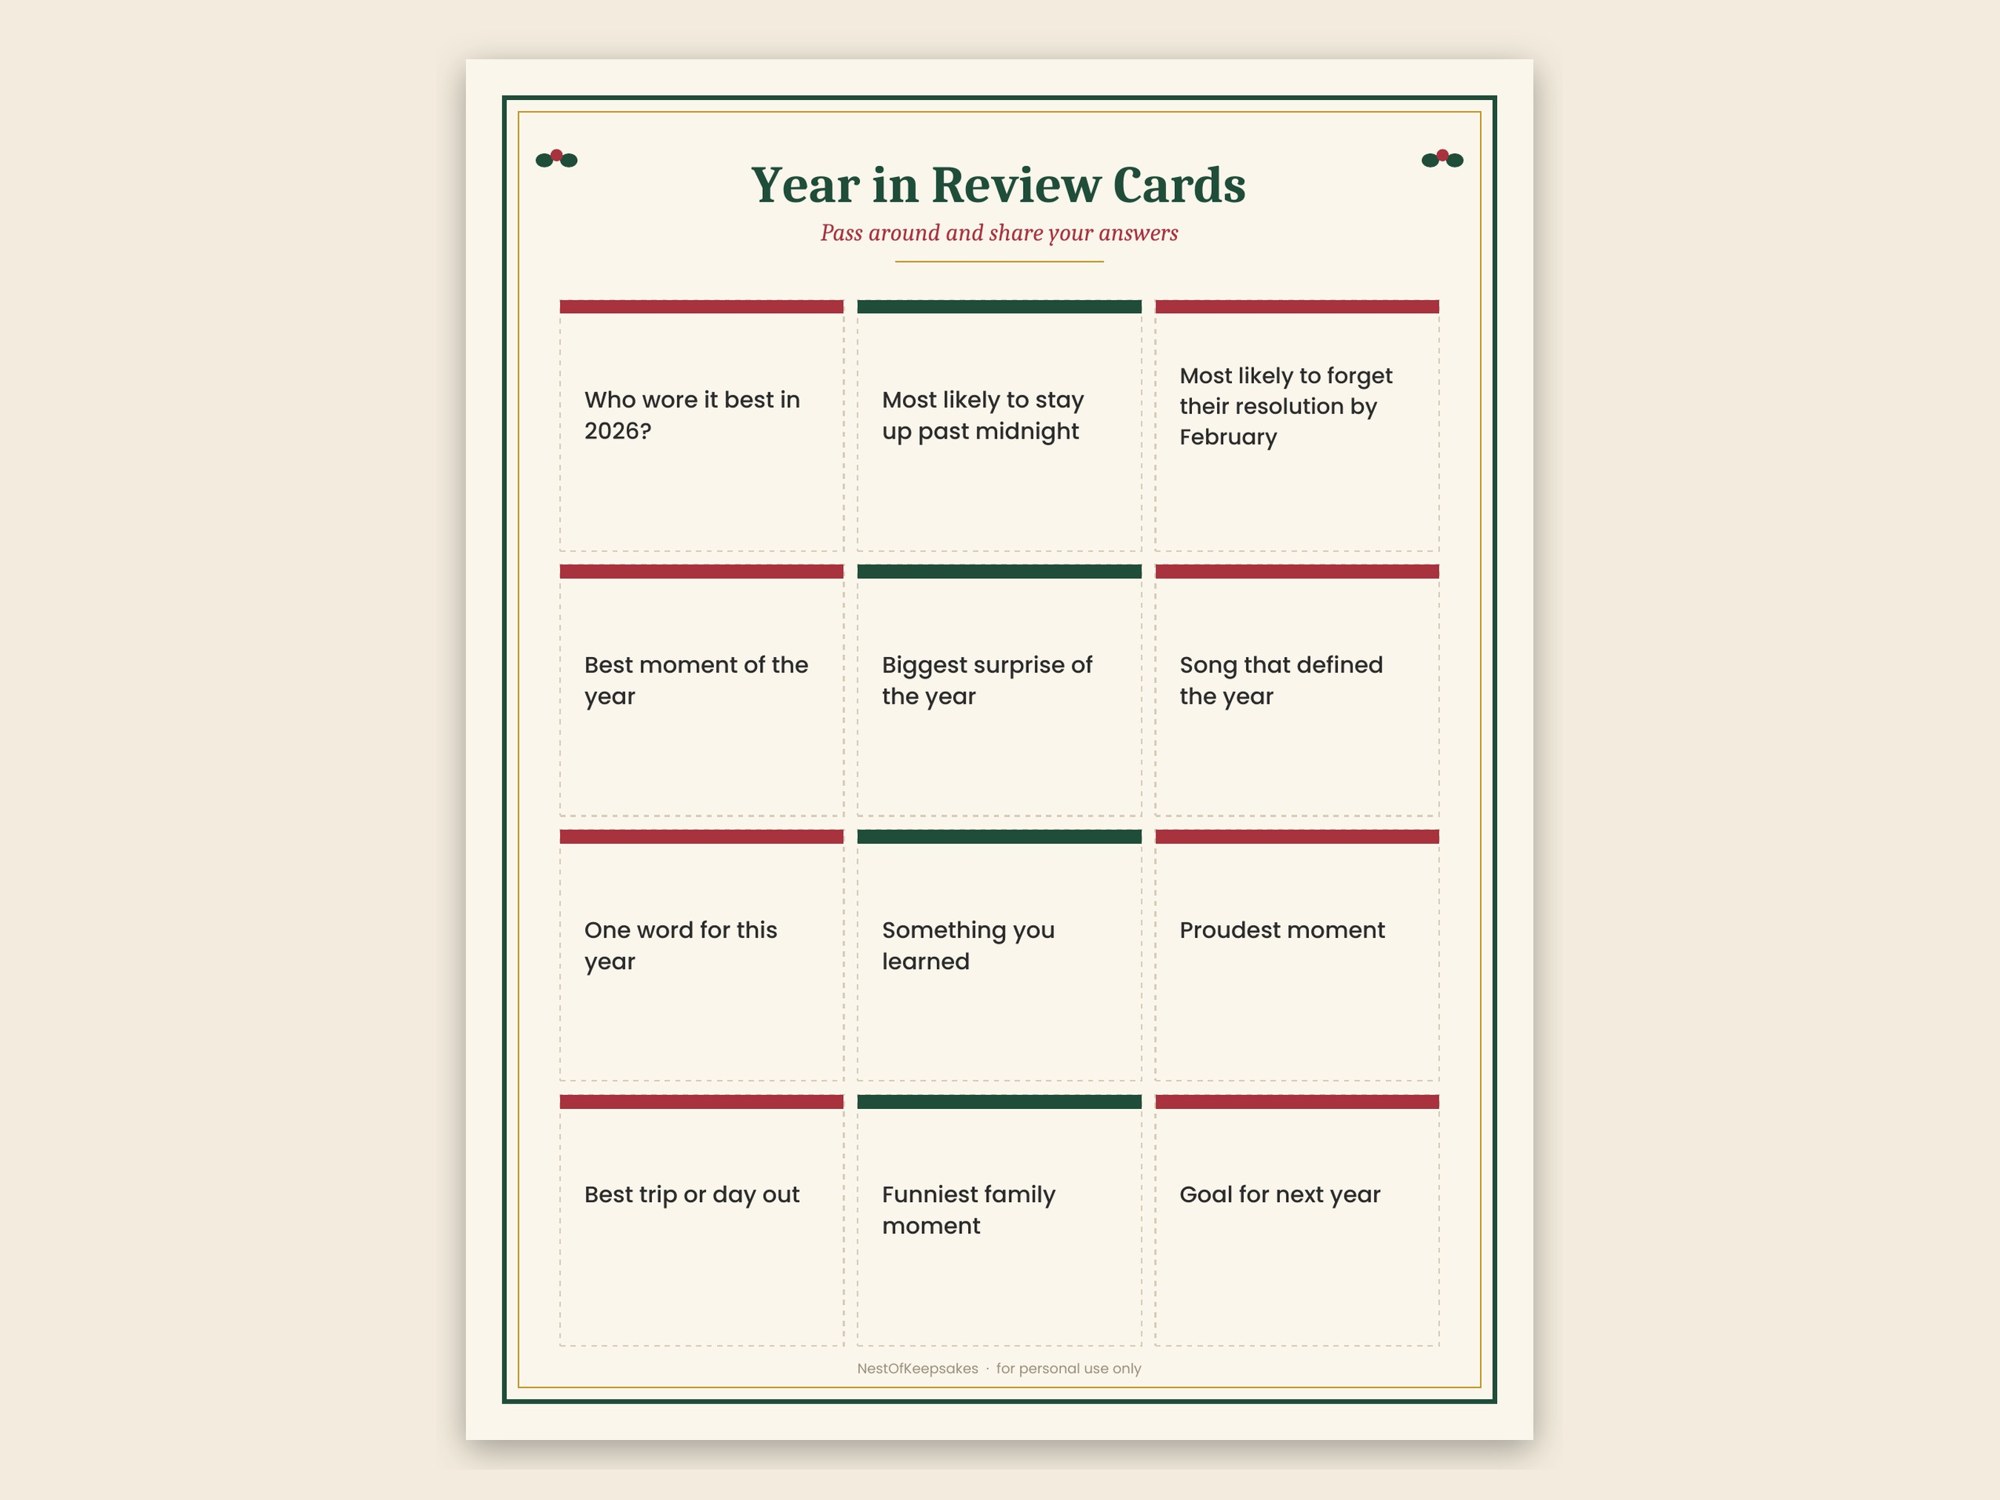 Year in Review Cards
Pass around and share your answers
Who wore it best in
2026?
Most likely to stay
up past midnight
Most likely to forget
their resolution by
February
Best moment of the
year
Biggest surprise of
the year
Song that defined
the year
One word for this
year
Something you
learned
Proudest moment
Best trip or day out
Funniest family
moment
Goal for next year
NestOfKeepsakes · for personal use only